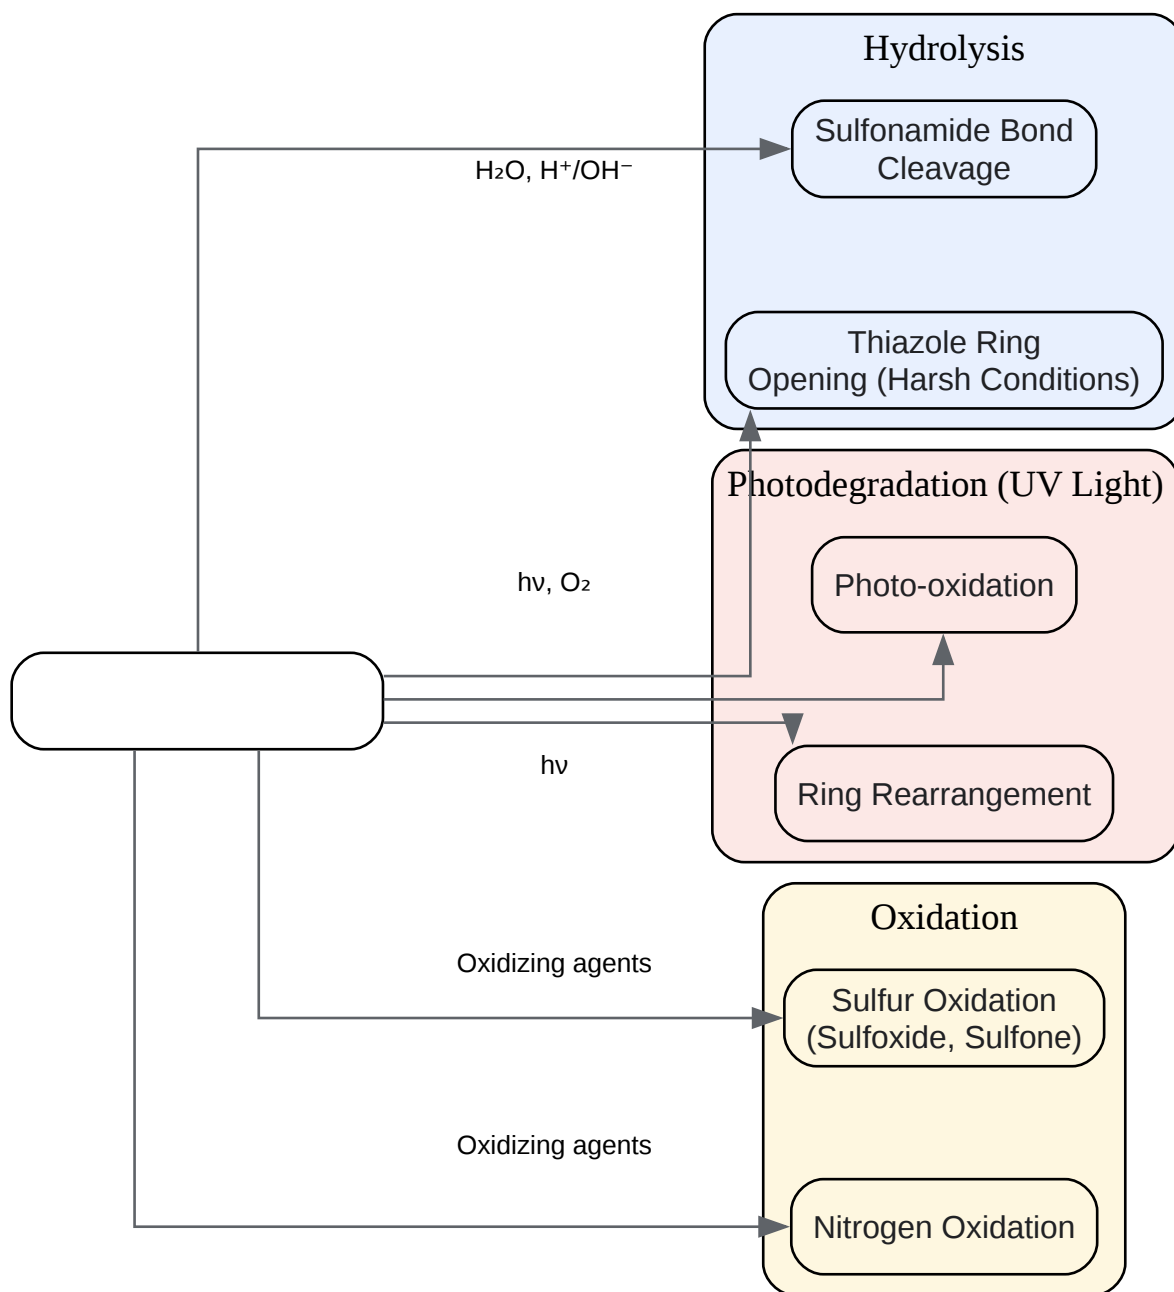 Hydrolysis
Sulfonamide Bond
Cleavage
H₂O, H⁺/OH⁻
Thiazole Ring
Opening (Harsh Conditions)
Photodegradation (UV Light)
hν, O₂
Photo-oxidation
hν
Ring Rearrangement
Oxidation
Oxidizing agents
Sulfur Oxidation
(Sulfoxide, Sulfone)
Oxidizing agents
Nitrogen Oxidation